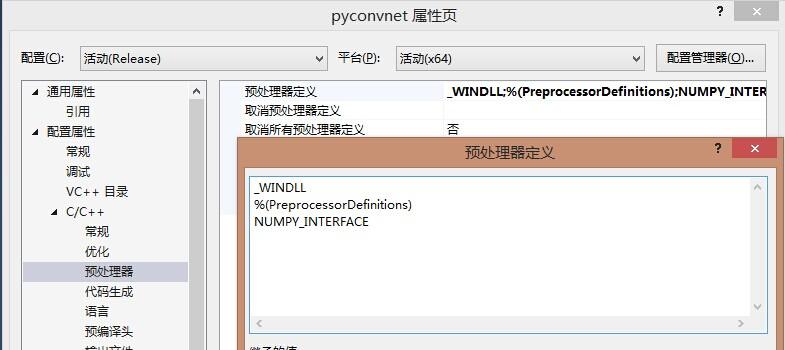 pyconvnet 属性页
配置(C): 活动(Release) 平台(P): 活动(x64) 配置管理器(O)...
通用属性
引用
配置属性
常规
调试
VC++ 目录
C/C++
常规
优化
预处理器
代码生成
语言
预编译头
输出文件
预处理器定义 _WINDLL;%(PreprocessorDefinitions);NUMPY_INTER
取消预处理器定义
取消所有预处理器定义 否
预处理器定义
_WINDLL
%(PreprocessorDefinitions)
NUMPY_INTERFACE